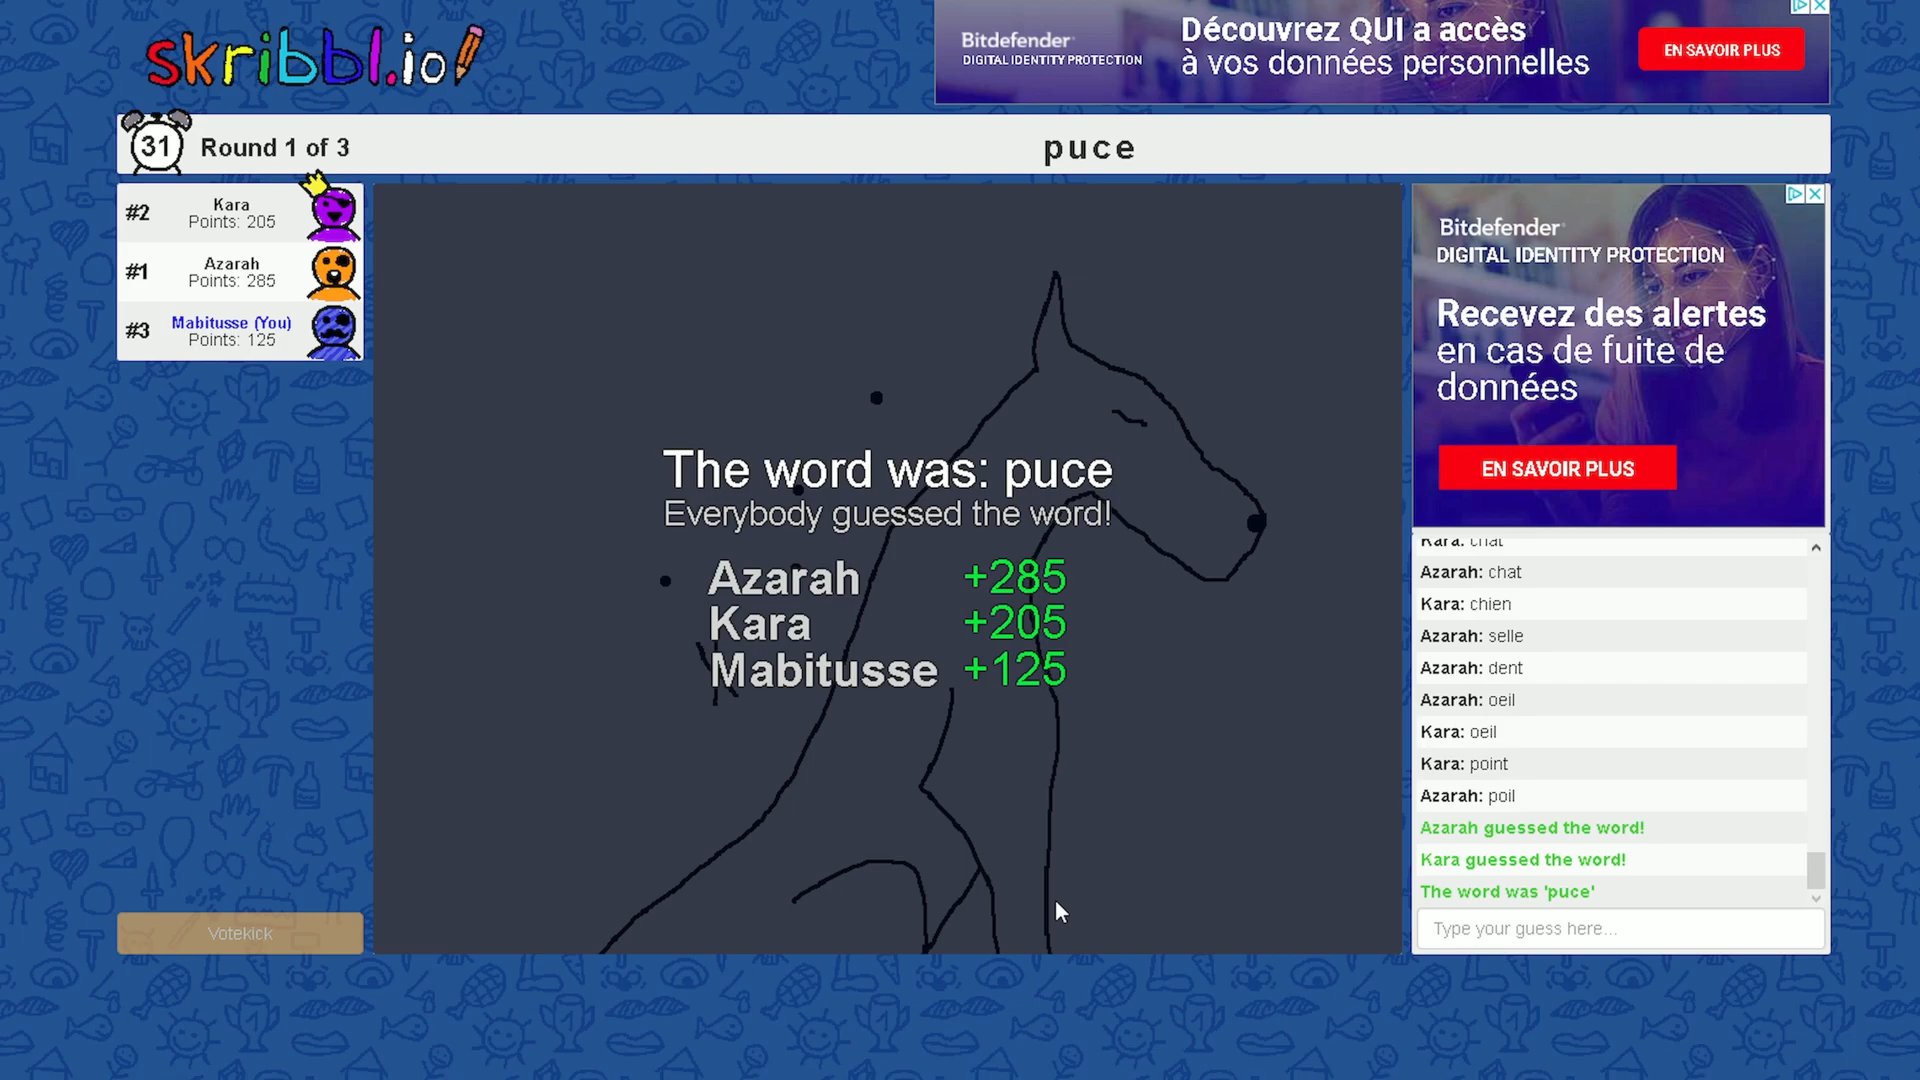 skribbl.io
Bitdefender
DIGITAL IDENTITY PROTECTION
Découvrez QUI a accès
à vos données personnelles
EN SAVOIR PLUS
31
Round 1 of 3
puce
#2
Kara
Points: 205
#1
Azarah
Points: 285
#3
Mabitusse (You)
Points: 125
The word was: puce
Everybody guessed the word!
Azarah +285
Kara +205
Mabitusse +125
Bitdefender
DIGITAL IDENTITY PROTECTION
Recevez des alertes
en cas de fuite de
données
EN SAVOIR PLUS
Kara: chat
Azarah: chat
Kara: chien
Azarah: selle
Azarah: dent
Azarah: oeil
Kara: oeil
Kara: point
Azarah: poil
Azarah guessed the word!
Kara guessed the word!
The word was 'puce'
Type your guess here...
Votekick